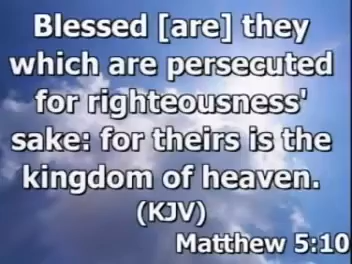 Blessed [are] they
which are persecuted
for righteousness'
sake: for theirs is the
kingdom of heaven.
(KJV)
Matthew 5:10